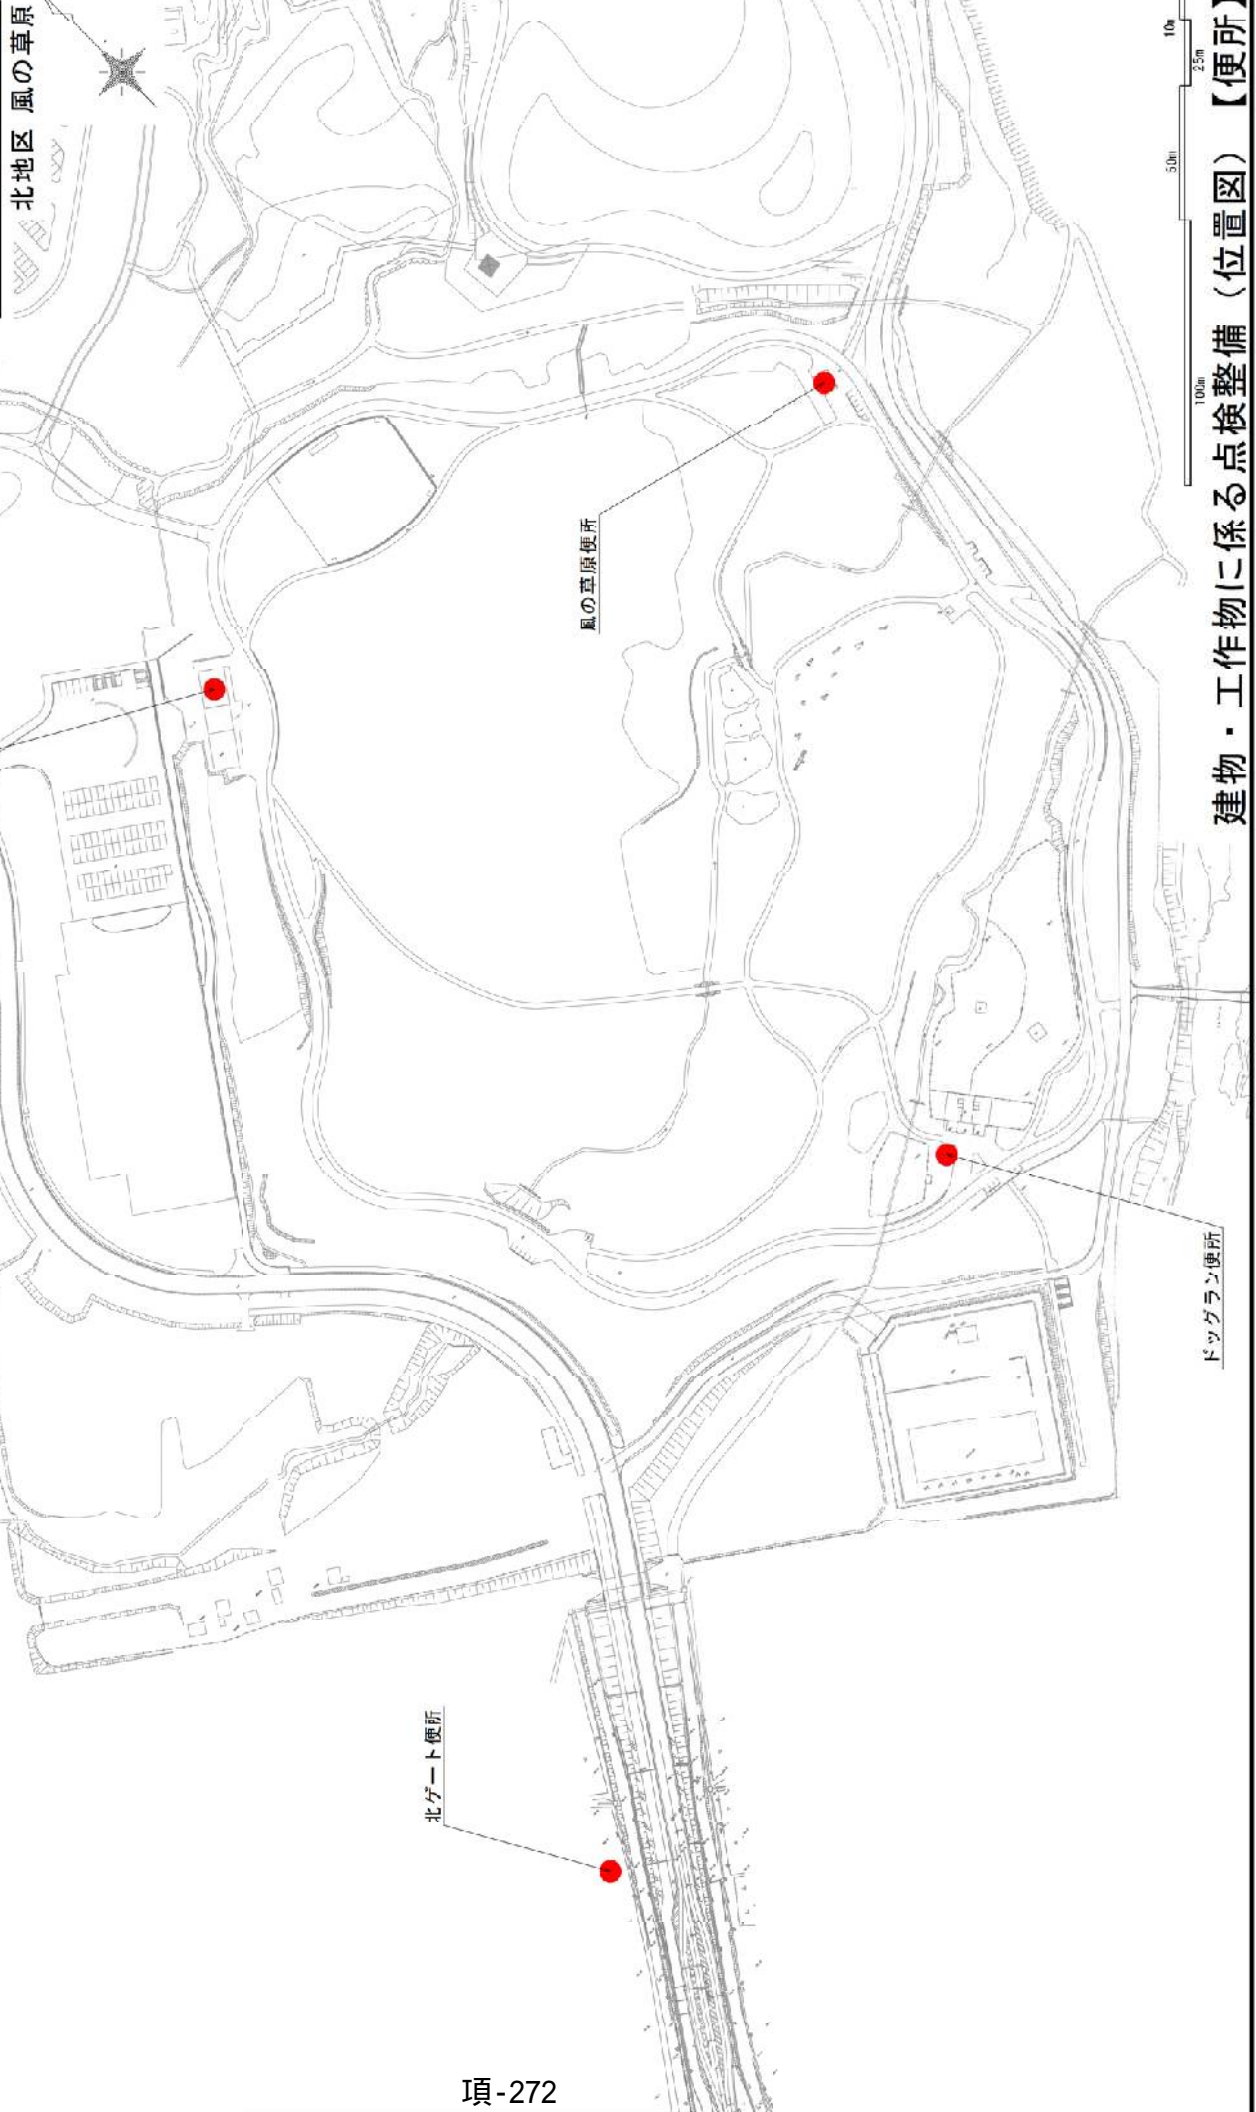 北地区 風の草原
風の草原便所
北ゲート便所
ドッグラン便所
100m
50m
25m
10m
建物・工作物に係る点検整備（位置図）【便所】
項-272